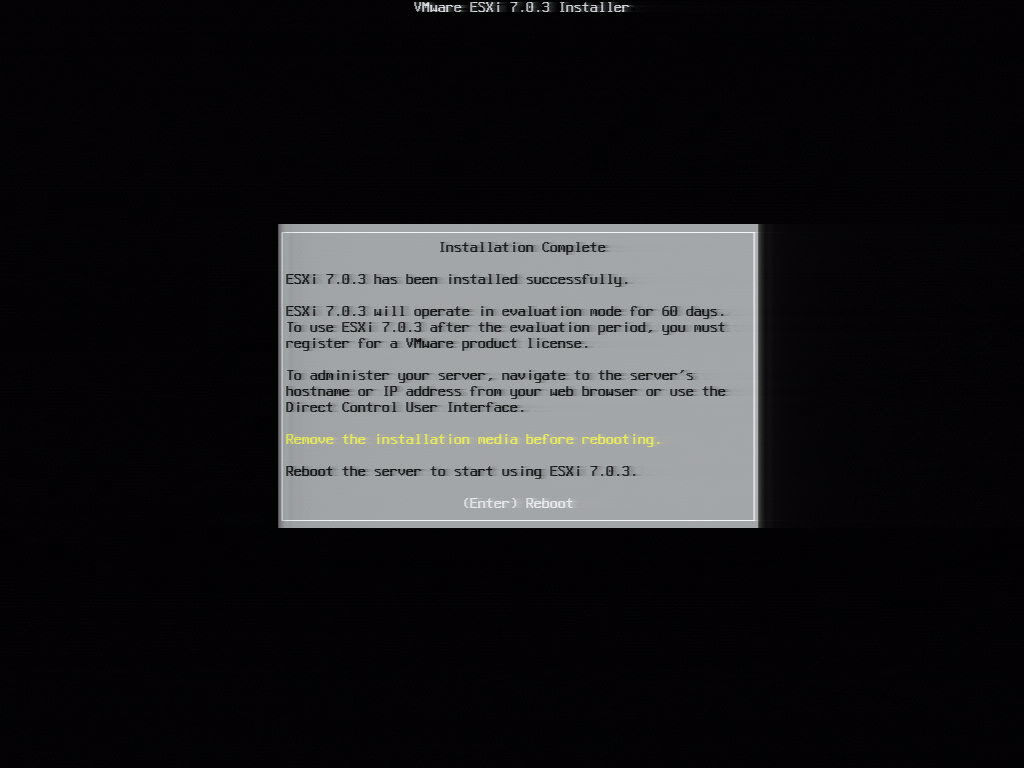 VMware ESXi 7.0.3 Installer
Installation Complete
ESXi 7.0.3 has been installed successfully.
ESXi 7.0.3 will operate in evaluation mode for 60 days.
To use ESXi 7.0.3 after the evaluation period, you must
register for a VMware product license.
To administer your server, navigate to the server's
hostname or IP address from your web browser or use the
Direct Control User Interface.
Remove the installation media before rebooting.
Reboot the server to start using ESXi 7.0.3.
(Enter) Reboot